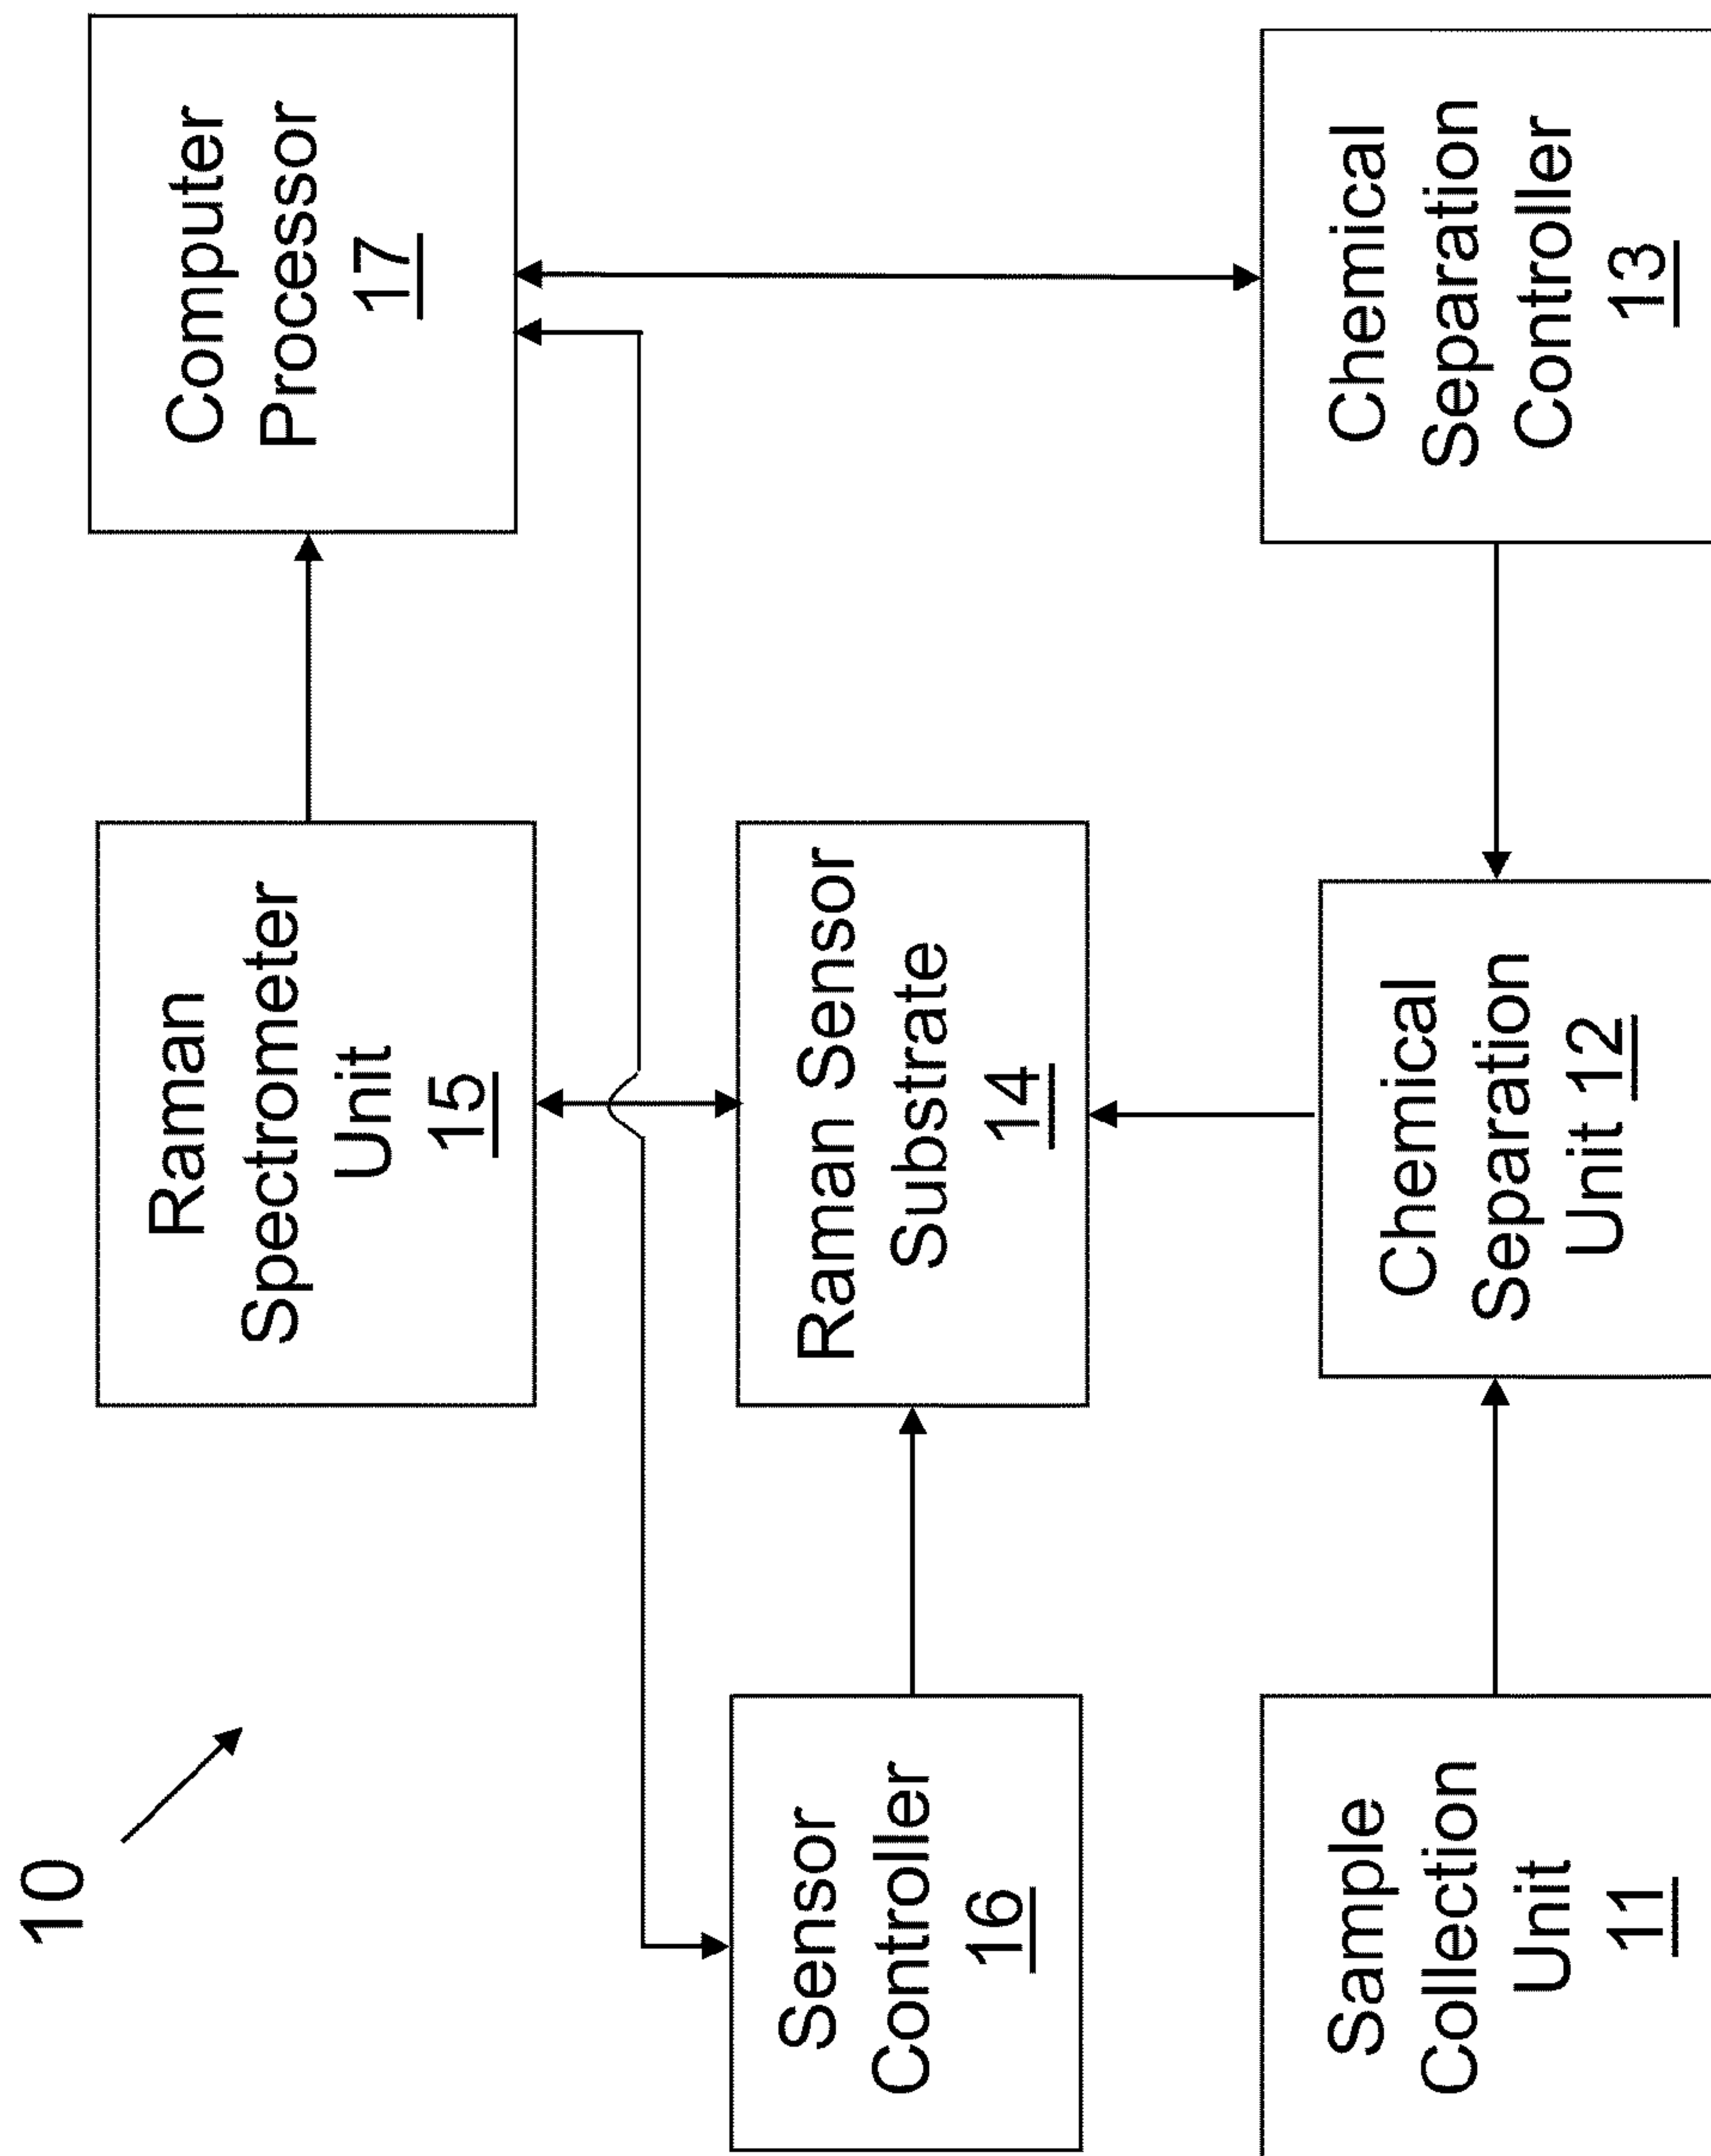 10
Raman
Spectrometer
Unit
15
Computer
Processor
17
Sensor
Controller
16
Raman Sensor
Substrate
14
Sample
Collection
Unit
11
Chemical
Separation
Unit 12
Chemical
Separation
Controller
13